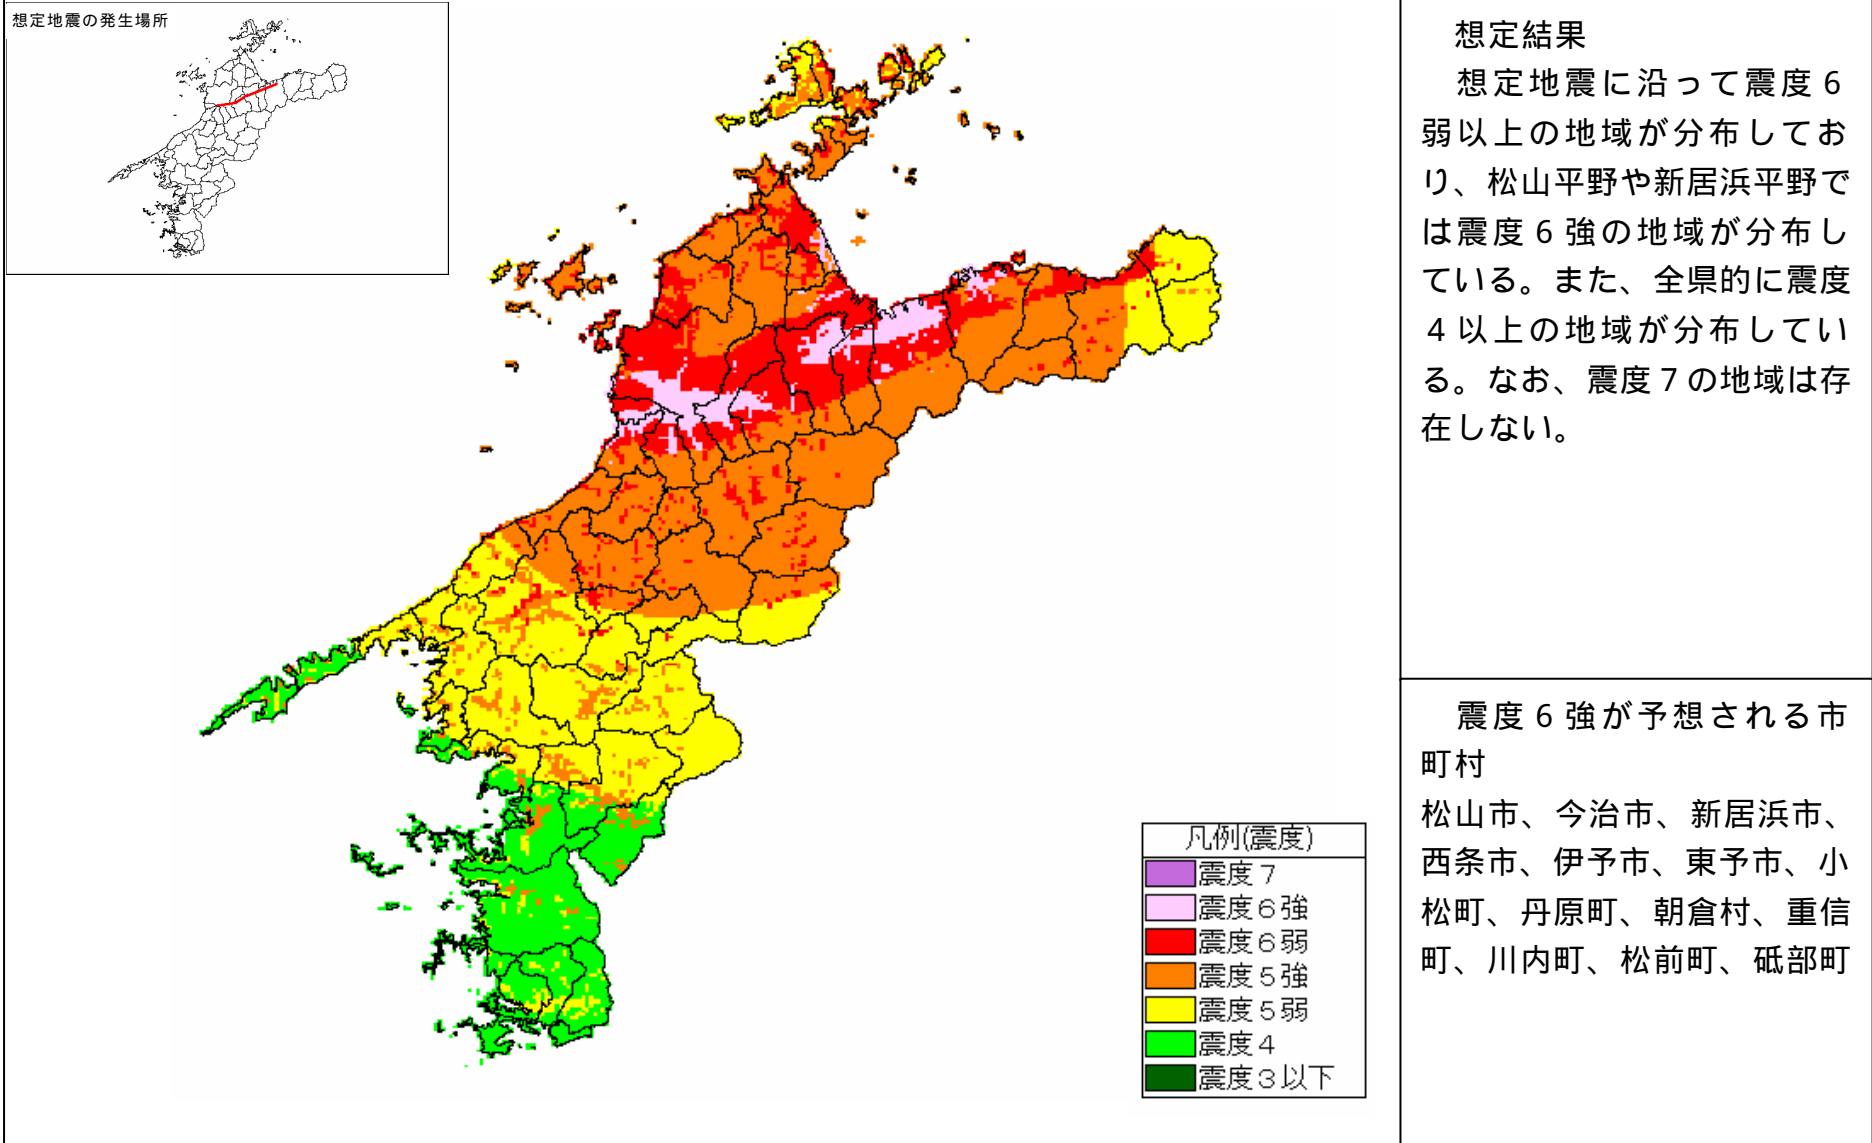 想定地震の発生場所
想定結果
想定地震に沿って震度６
弱以上の地域が分布してお
り、松山平野や新居浜平野で
は震度６強の地域が分布し
ている。また、全県的に震度
４以上の地域が分布してい
る。なお、震度７の地域は存
在しない。
震度６強が予想される市
町村
松山市、今治市、新居浜市、
西条市、伊予市、東予市、小
松町、丹原町、朝倉村、重信
町、川内町、松前町、砥部町
凡例(震度)
震度７
震度６強
震度６弱
震度５強
震度５弱
震度４
震度３以下